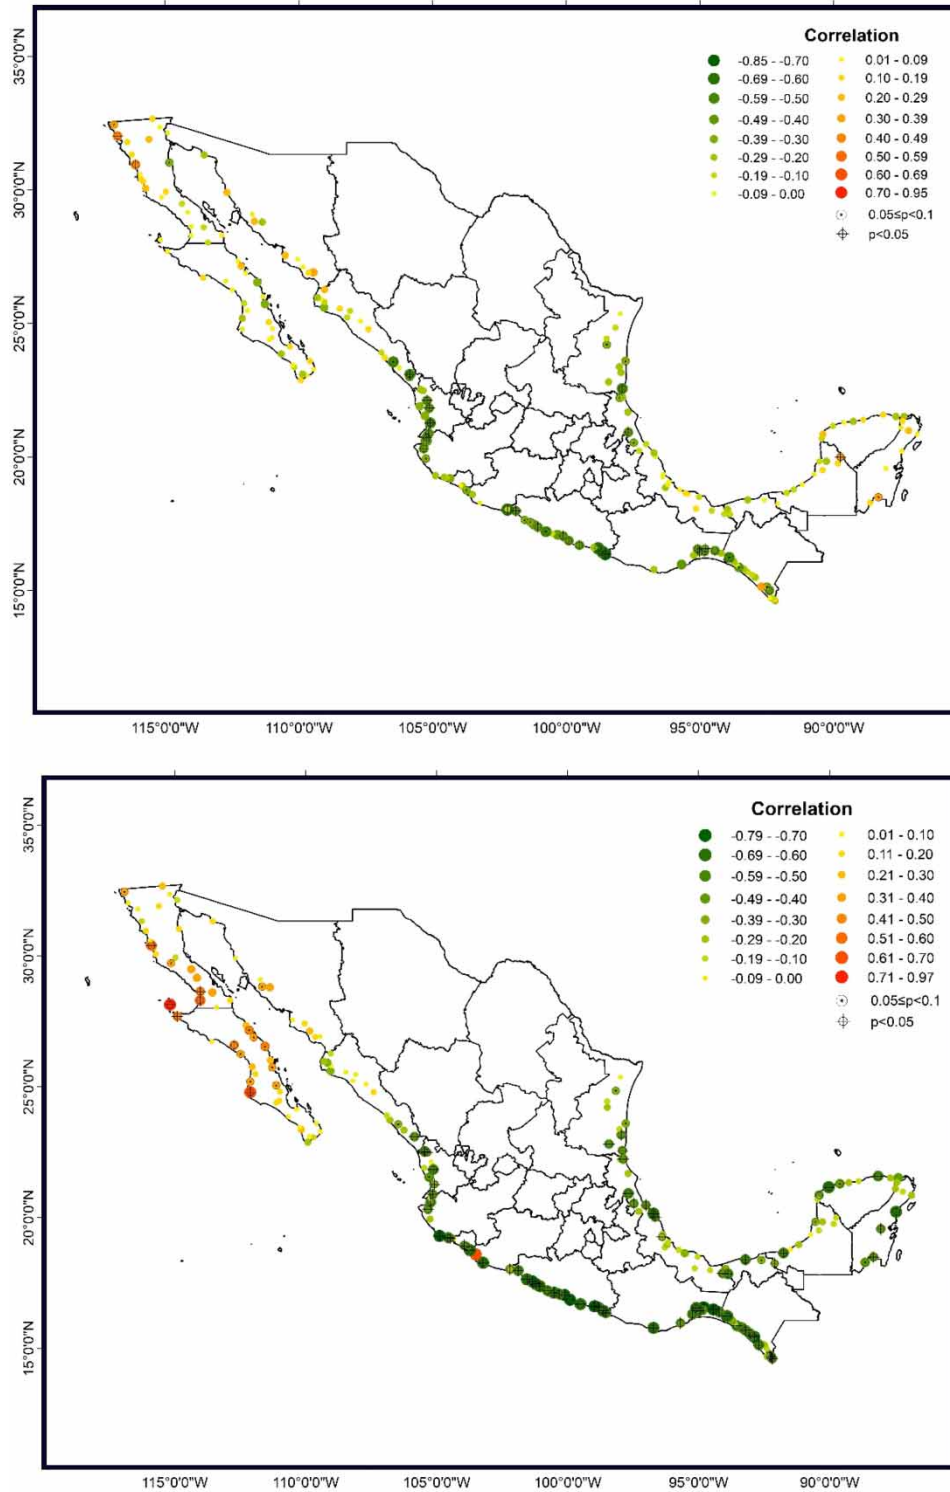 Correlation
-0.85 - -0.70 0.01 - 0.09
-0.69 - -0.60 0.10 - 0.19
-0.59 - -0.50 0.20 - 0.29
-0.49 - -0.40 0.30 - 0.39
-0.39 - -0.30 0.40 - 0.49
-0.29 - -0.20 0.50 - 0.59
-0.19 - -0.10 0.60 - 0.69
-0.09 - 0.00 0.70 - 0.95
0.05≤p<0.1
p<0.05
35°0'0"N
30°0'0"N
25°0'0"N
20°0'0"N
15°0'0"N
115°0'0"W 110°0'0"W 105°0'0"W 100°0'0"W 95°0'0"W 90°0'0"W
Correlation
-0.79 - -0.70 0.01 - 0.10
-0.69 - -0.60 0.11 - 0.20
-0.59 - -0.50 0.21 - 0.30
-0.49 - -0.40 0.31 - 0.40
-0.39 - -0.30 0.41 - 0.50
-0.29 - -0.20 0.51 - 0.60
-0.19 - -0.10 0.61 - 0.70
-0.09 - 0.00 0.71 - 0.97
0.05≤p<0.1
p<0.05
35°0'0"N
30°0'0"N
25°0'0"N
20°0'0"N
15°0'0"N
115°0'0"W 110°0'0"W 105°0'0"W 100°0'0"W 95°0'0"W 90°0'0"W